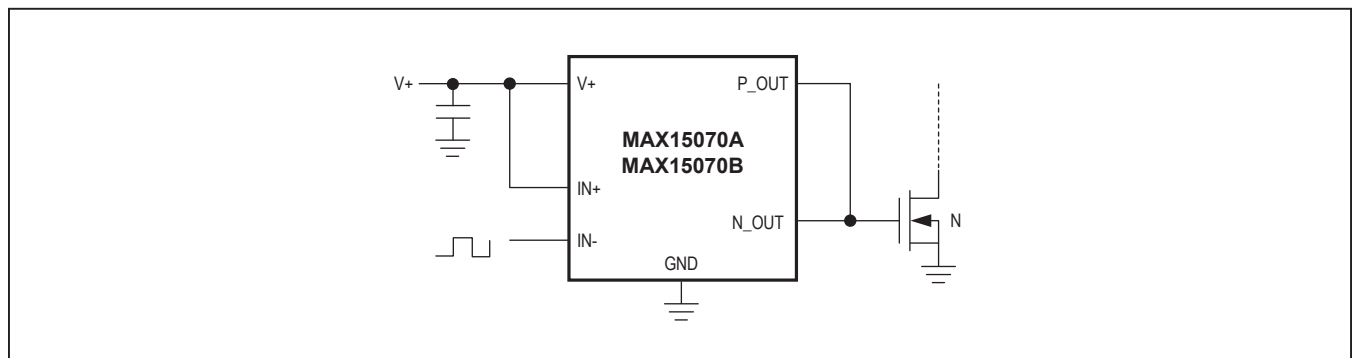 V+
V+
P_OUT
MAX15070A
MAX15070B
IN+
N_OUT
N
IN-
GND